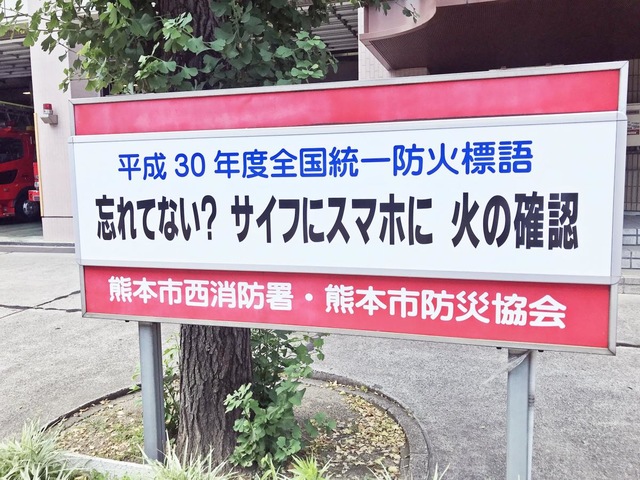 平成30年度全国統一防火標語
忘れてない? サイフにスマホに 火の確認
熊本市西消防署・熊本市防災協会